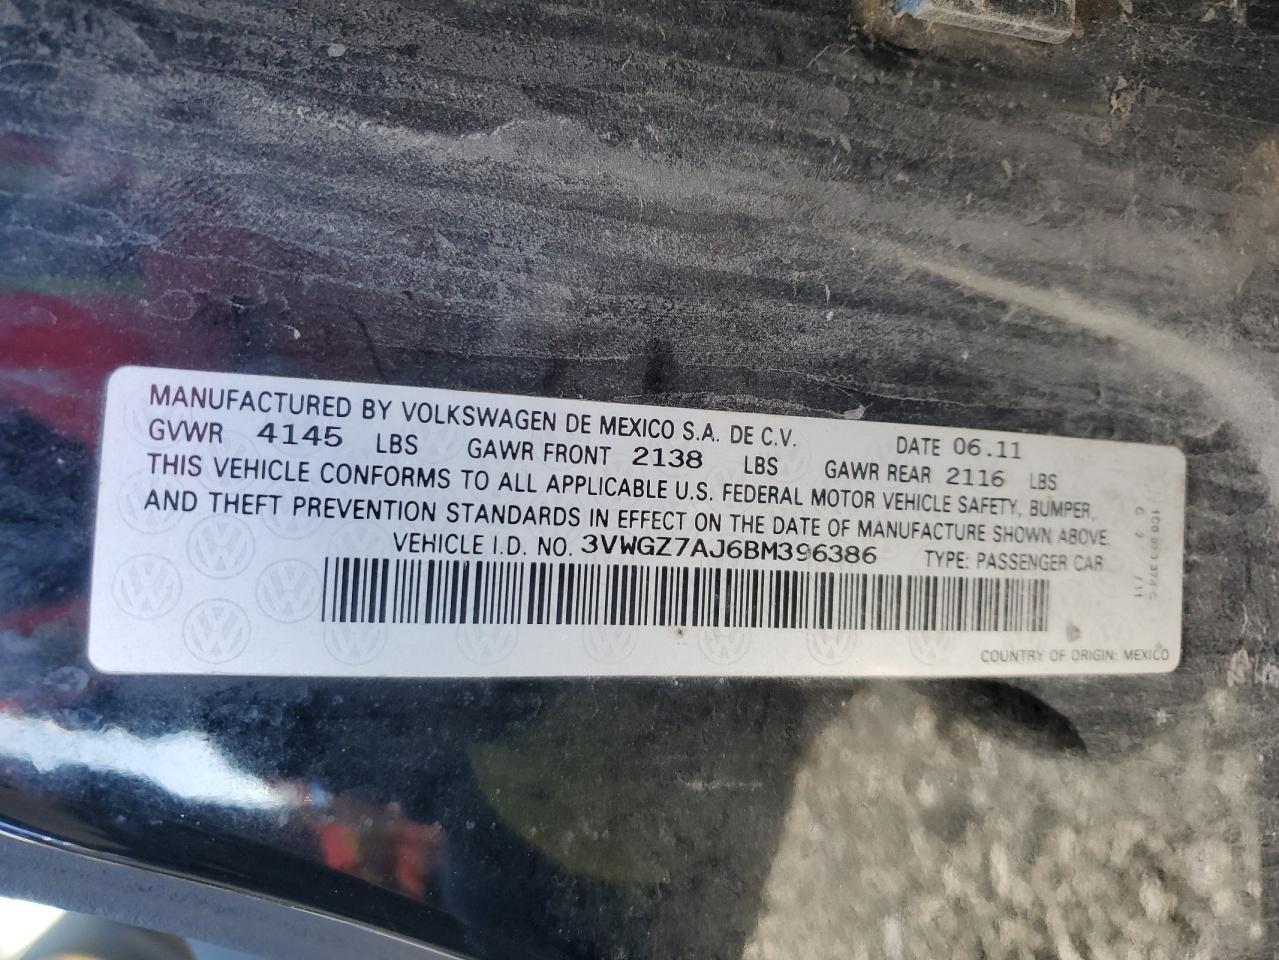 MANUFACTURED BY VOLKSWAGEN DE MEXICO S.A. DE C.V. DATE 06.11
GVWR 4145 LBS GAWR FRONT 2138 LBS GAWR REAR 2116 LBS
THIS VEHICLE CONFORMS TO ALL APPLICABLE U.S. FEDERAL MOTOR VEHICLE SAFETY, BUMPER,
AND THEFT PREVENTION STANDARDS IN EFFECT ON THE DATE OF MANUFACTURE SHOWN ABOVE.
VEHICLE I.D. NO. 3VWGZ7AJ6BM396386 TYPE: PASSENGER CAR
COUNTRY OF ORIGIN: MEXICO